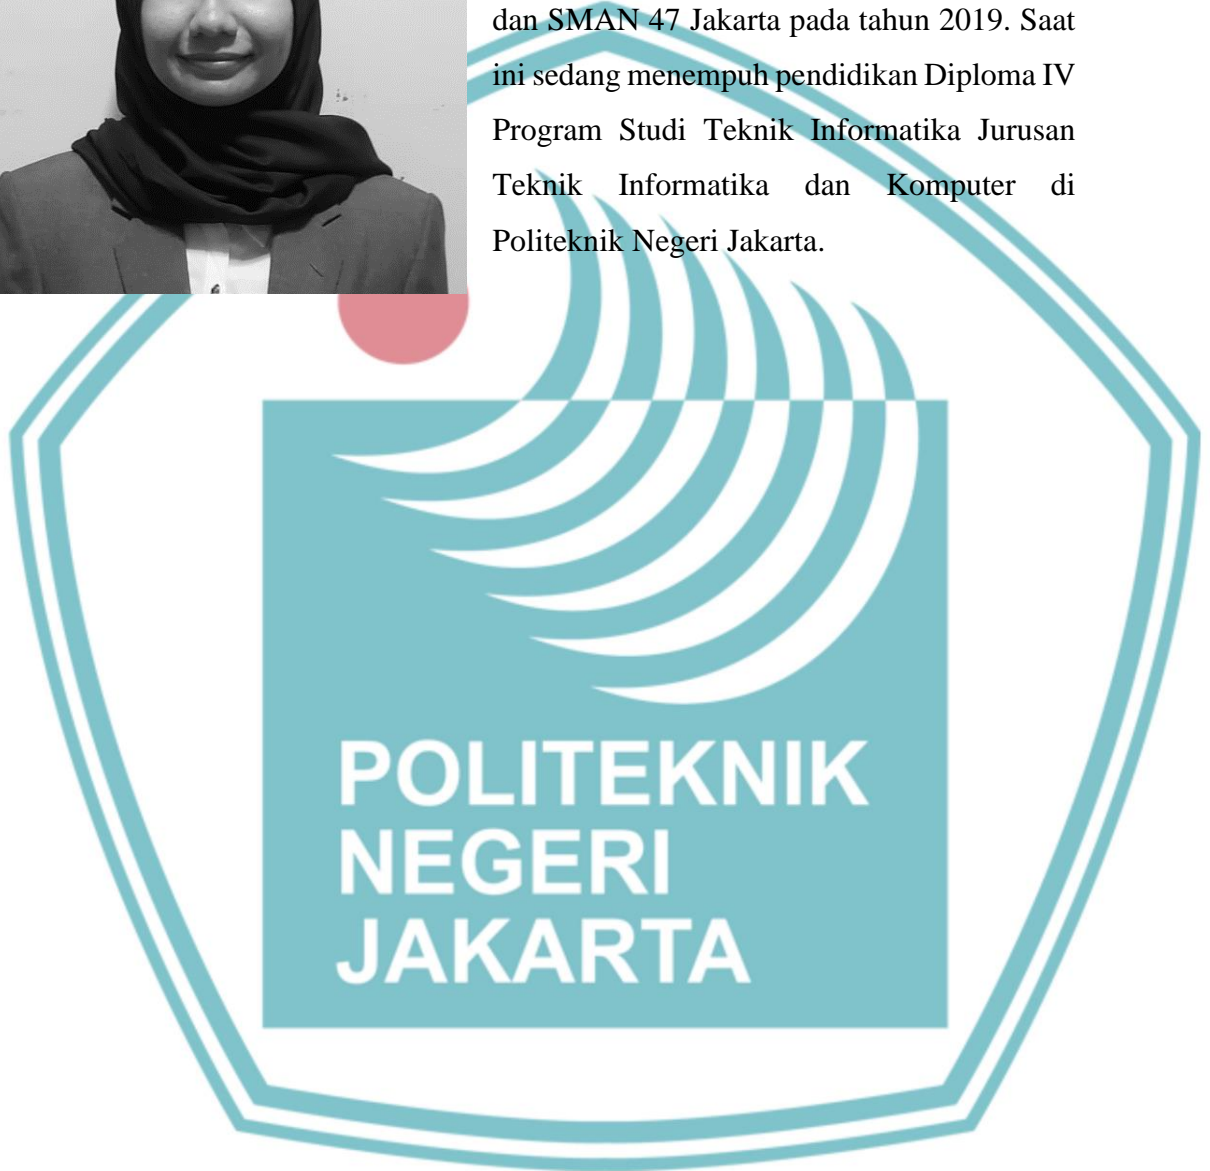 dan SMAN 47 Jakarta pada tahun 2019. Saat
ini sedang menempuh pendidikan Diploma IV
Program Studi Teknik Informatika Jurusan
Teknik Informatika dan Komputer di
Politeknik Negeri Jakarta.
POLITEKNIK
NEGERI
JAKARTA